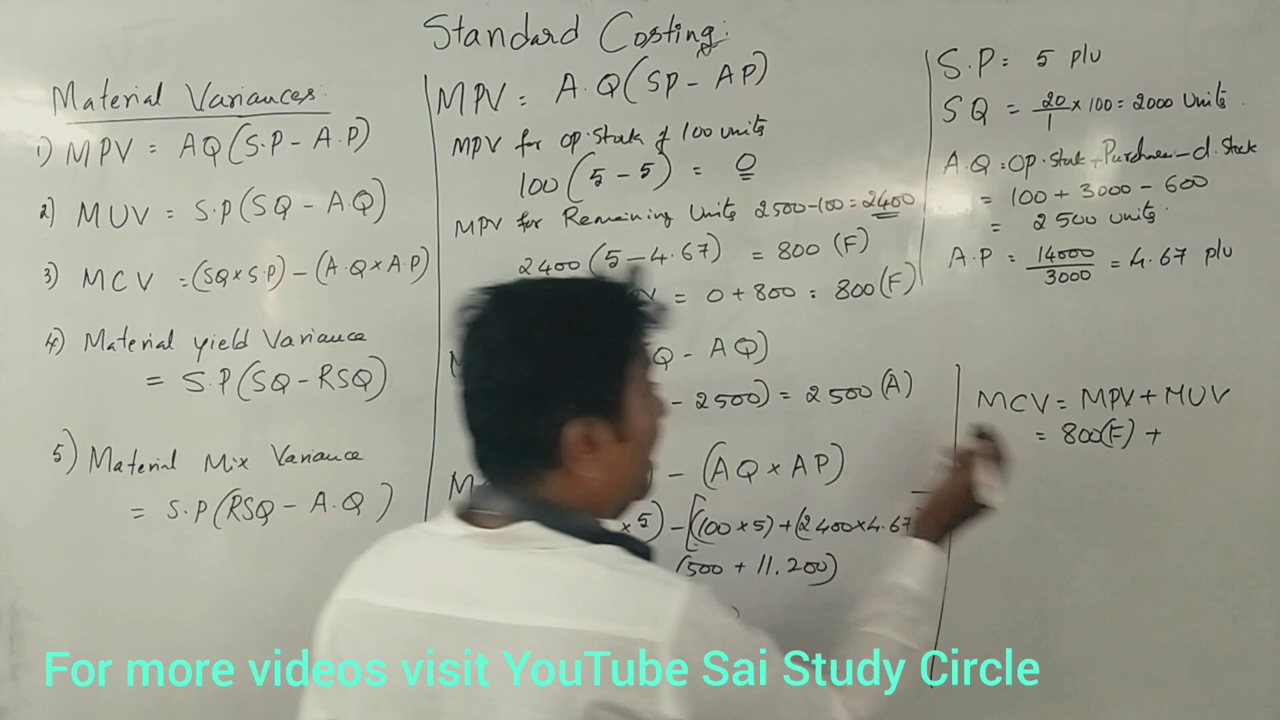 Standard Costing:
Material Variances:
1) MPV = AQ(S.P - A.P)
2) MUV = S.P(SQ - A.Q)
3) MCV = (SQ×S.P) - (A.Q×A.P)
4) Material yield Variance
= S.P(SQ - RSQ)
5) Material Mix Variance
= S.P(RSQ - A.Q)
MPV = A.Q(SP - AP)
MPV for op.stock of 100 units
100(5-5) = 0
MPV for Remaining Units 2500-100=2400
2400(5-4.67) = 800 (F)
= 0 + 800 = 800(F)
Q - AQ)
- 2500) = 2500(A)
- (AQ × AP)
×5) - [(100×5)+(2400×4.67
(500 + 11.200)
S.P = 5 p/u
SQ = 20/1 × 100 = 2000 Units
A.Q = Op.Stock + Purchases - cl.Stock
= 100 + 3000 - 600
= 2500 units
A.P = 14000/3000 = 4.67 p/u
MCV = MPV + MUV
= 800(F) +
For more videos visit YouTube Sai Study Circle